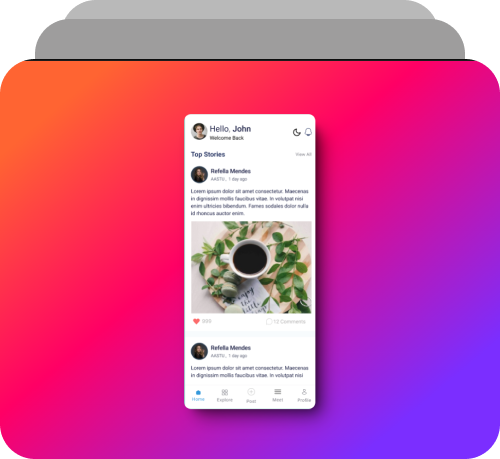 Hello, John
Welcome Back
Top Stories
View All
Refella Mendes
AASTU , 1 day ago
Lorem ipsum dolor sit amet consectetur. Maecenas
in dignissim mollis faucibus vitae. In volutpat nisi
enim ultricies bibendum. Fames sodales dolor nulla
id rhoncus auctor enim.
enjoy
the
12 Comments
Refella Mendes
AASTU , 1 day ago
Lorem ipsum dolor sit amet consectetur. Maecenas
in dignissim mollis faucibus vitae. In volutpat nisi
Home
Explore
Post
Meet
Profile